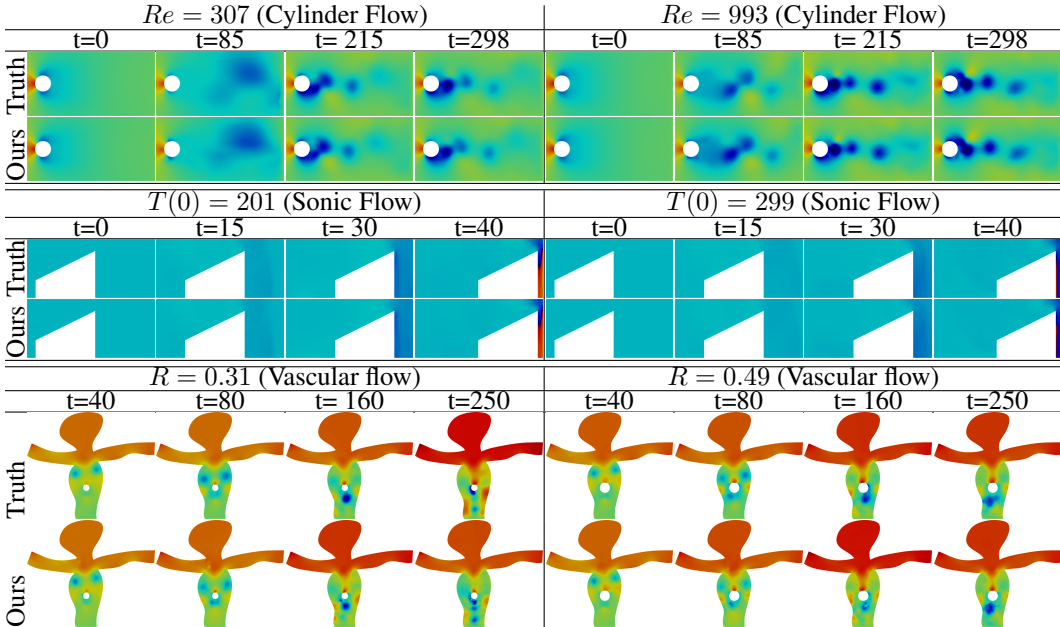 Re = 307 (Cylinder Flow) Re = 993 (Cylinder Flow)
t=0 t=85 t= 215 t=298 t=0 t=85 t= 215 t=298
Truth
Ours
T(0) = 201 (Sonic Flow) T(0) = 299 (Sonic Flow)
t=0 t=15 t= 30 t=40 t=0 t=15 t= 30 t=40
Truth
Ours
R = 0.31 (Vascular flow) R = 0.49 (Vascular flow)
t=40 t=80 t= 160 t=250 t=40 t=80 t= 160 t=250
Truth
Ours